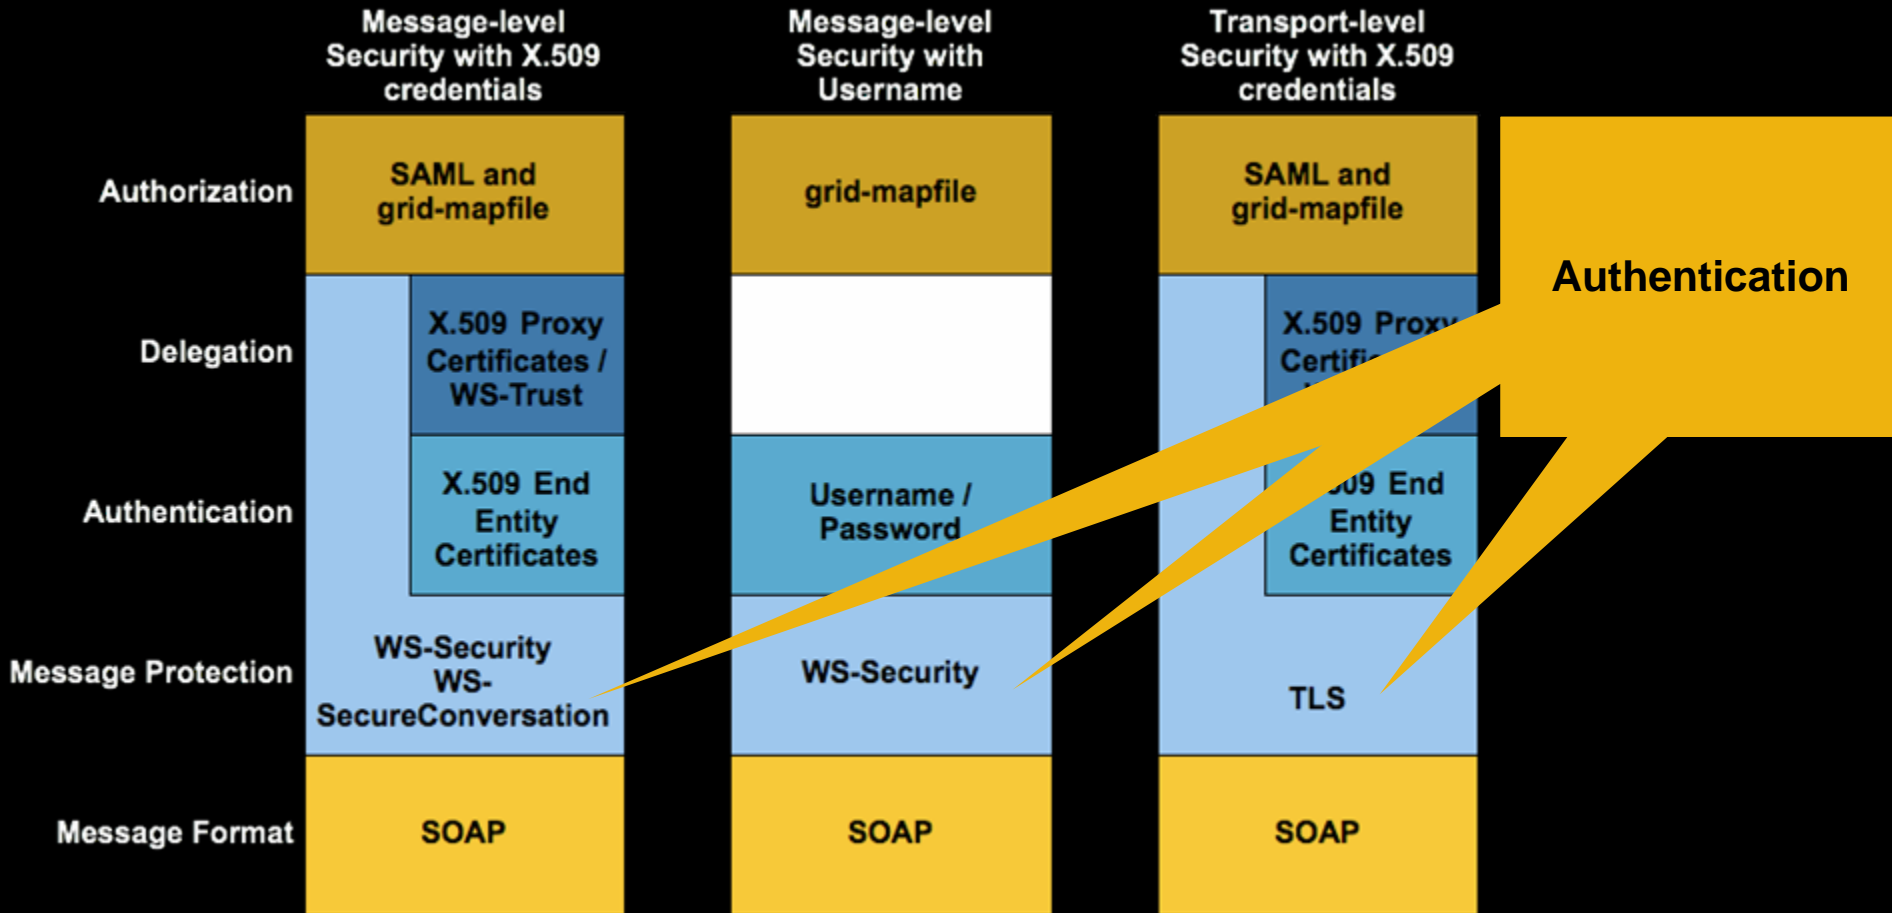 Message-level
Security with X.509
credentials
Message-level
Security with
Username
Transport-level
Security with X.509
credentials
Authorization
SAML and
grid-mapfile
grid-mapfile
SAML and
grid-mapfile
Authentication
Delegation
X.509 Proxy
Certificates /
WS-Trust
X.509 Proxy
Authentication
X.509 End
Entity
Certificates
Username /
Password
End
Entity
Certificates
Message Protection
WS-Security
WS-
SecureConversation
WS-Security
TLS
Message Format
SOAP
SOAP
SOAP